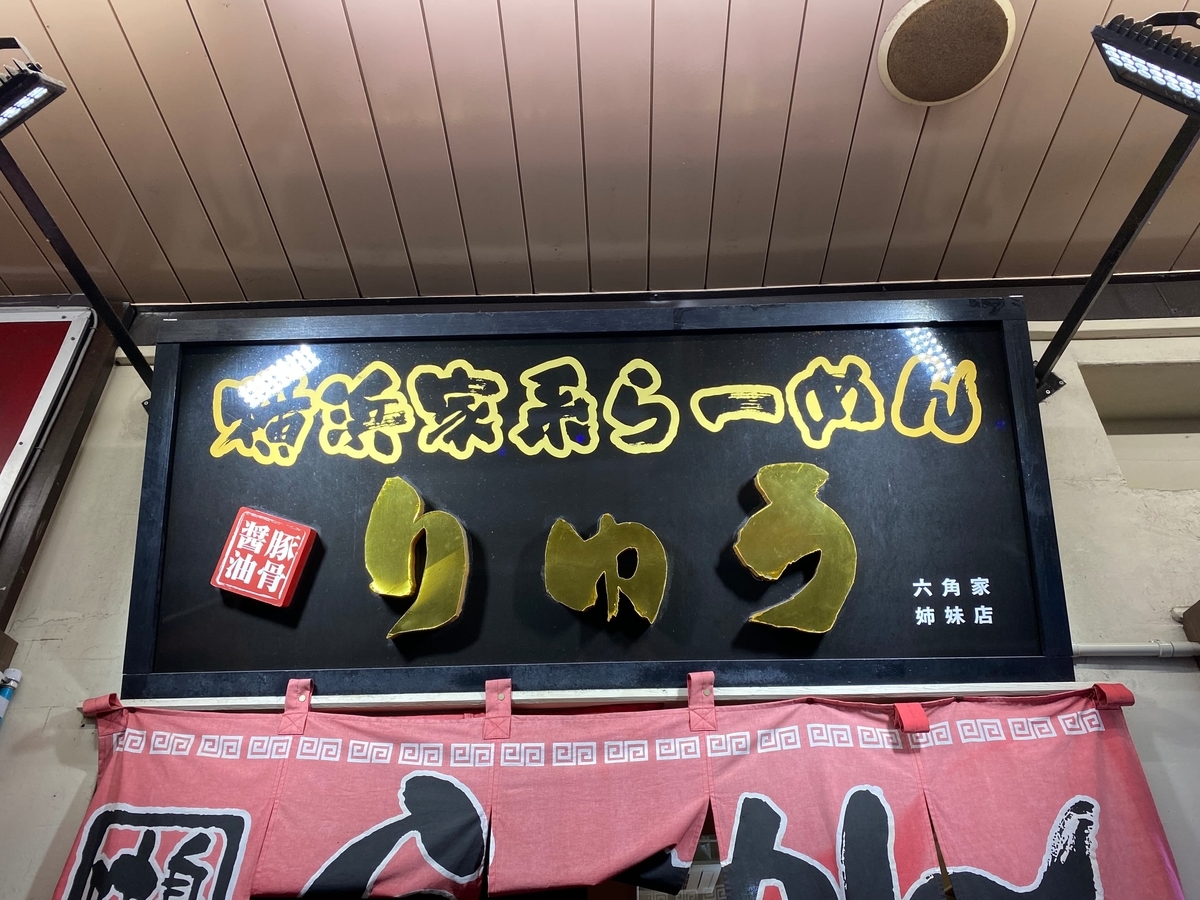 横浜家系らーめん
りゅう
豚骨
醤油
六角家
姉妹店